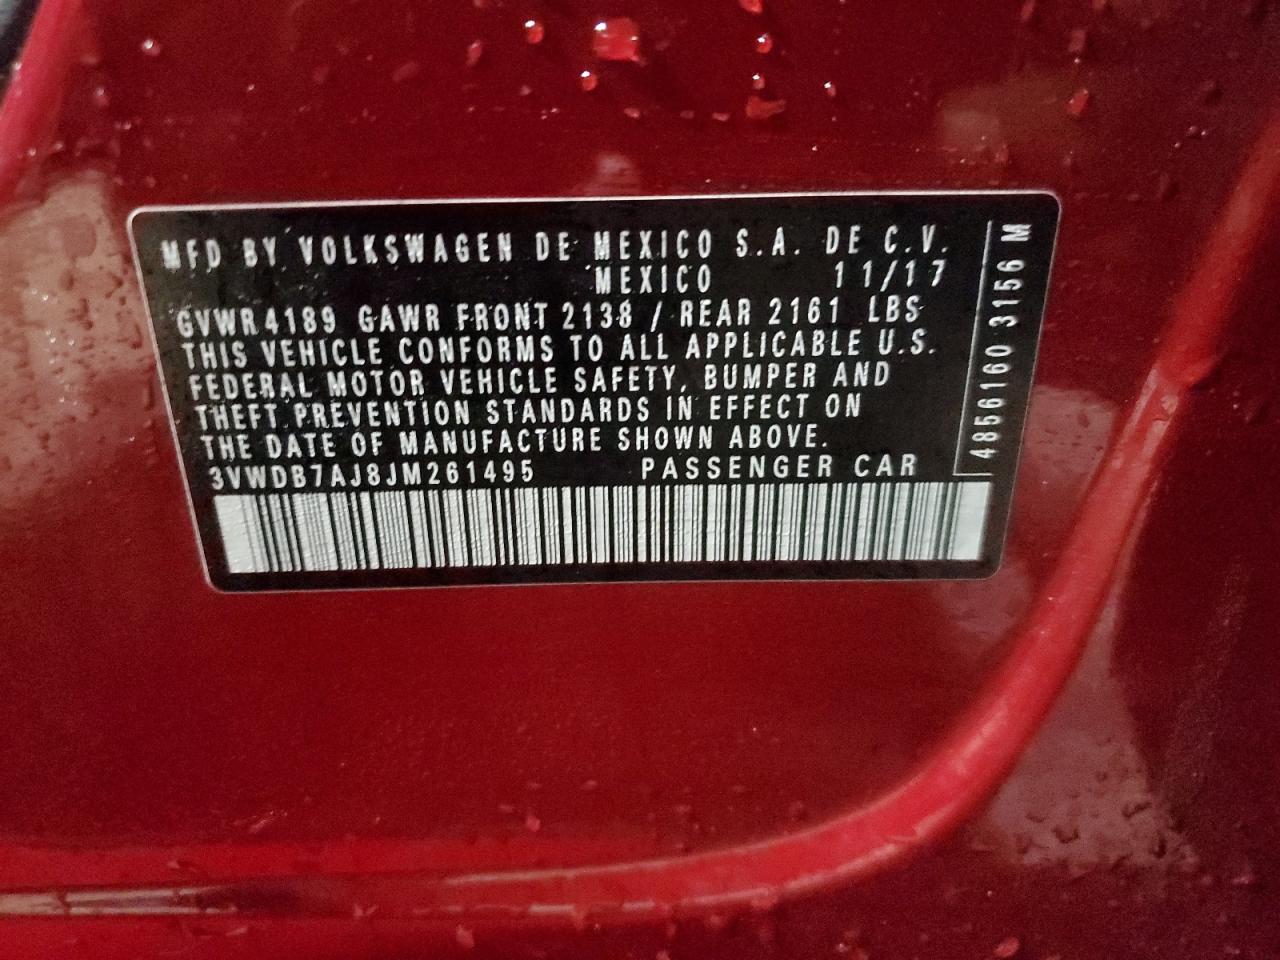 MFD BY VOLKSWAGEN DE MEXICO S.A. DE C.V.
MEXICO 11/17
GVWR 4189 GAWR FRONT 2138 / REAR 2161 LBS
THIS VEHICLE CONFORMS TO ALL APPLICABLE U.S.
FEDERAL MOTOR VEHICLE SAFETY, BUMPER AND
THEFT PREVENTION STANDARDS IN EFFECT ON
THE DATE OF MANUFACTURE SHOWN ABOVE.
3VWDB7AJ8JM261495 PASSENGER CAR
4856160 3156 M